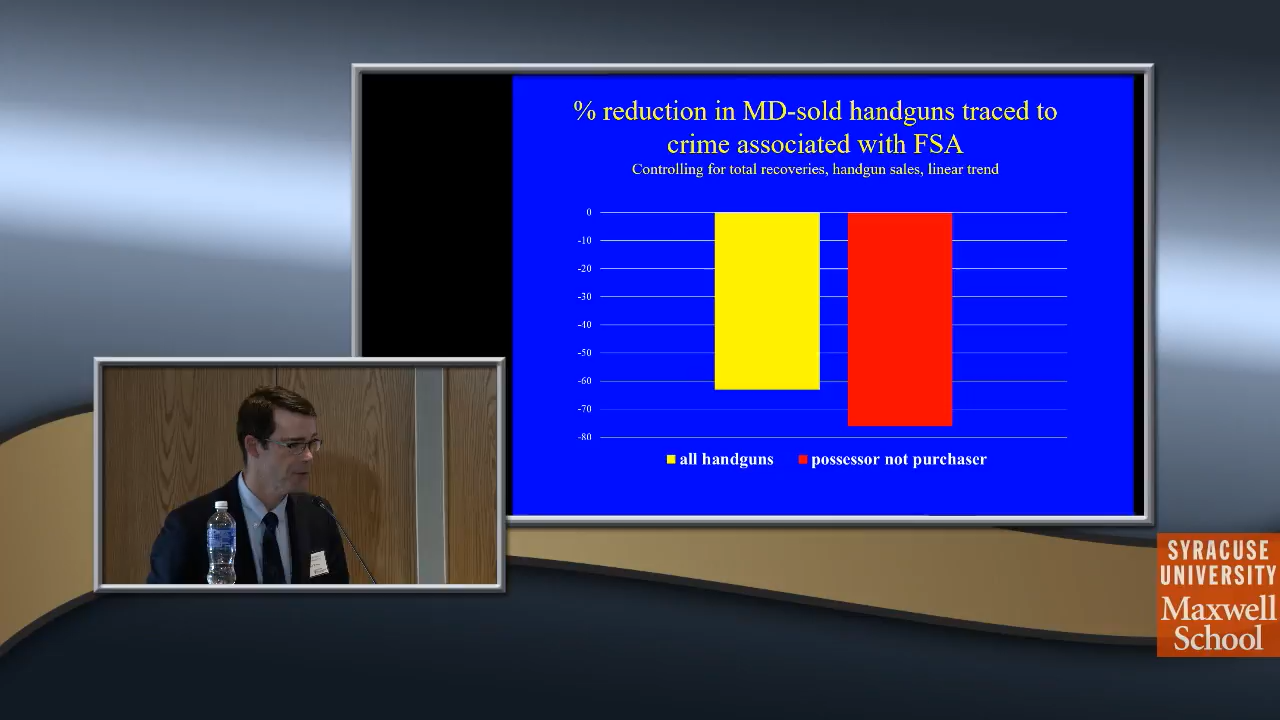 % reduction in MD-sold handguns traced to
crime associated with FSA
Controlling for total recoveries, handgun sales, linear trend
0
-10
-20
-30
-40
-50
-60
-70
-80
all handguns
possessor not purchaser
SYRACUSE
UNIVERSITY
Maxwell
School